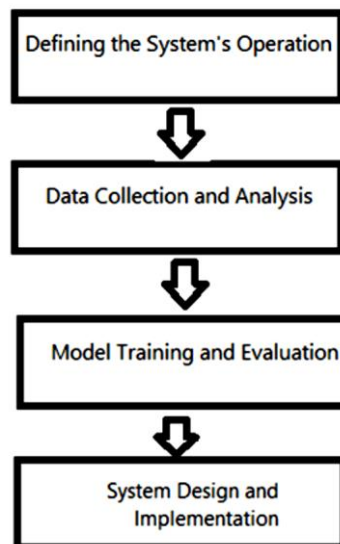 Defining the System's Operation
Data Collection and Analysis
Model Training and Evaluation
System Design and
Implementation